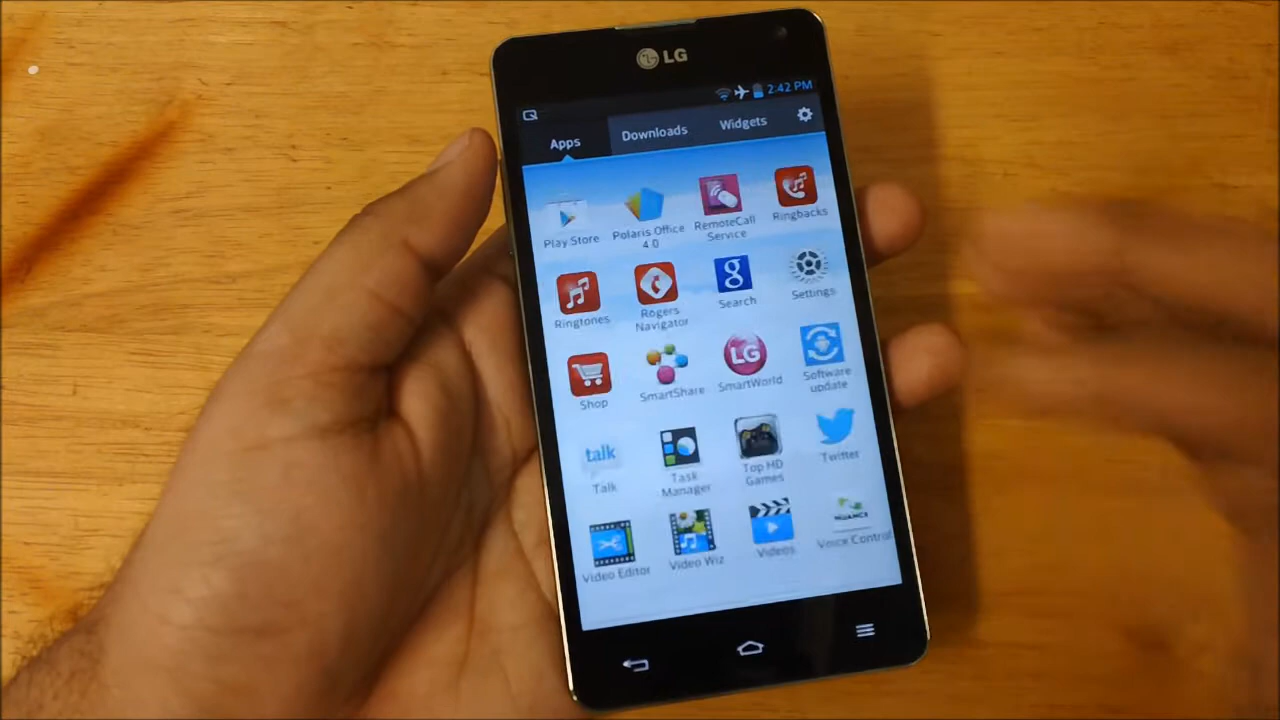 LG
2:42 PM
Apps
Downloads
Widgets
Play Store
Polaris Office
4.0
RemoteCall
Service
Ringbacks
Ringtones
Rogers
Navigator
g
Search
Settings
Shop
SmartShare
LG
SmartWorld
Software
update
talk
Talk
Task
Manager
Top HD
Games
Twitter
Video Editor
Video Wiz
Videos
NUANCE
Voice Control